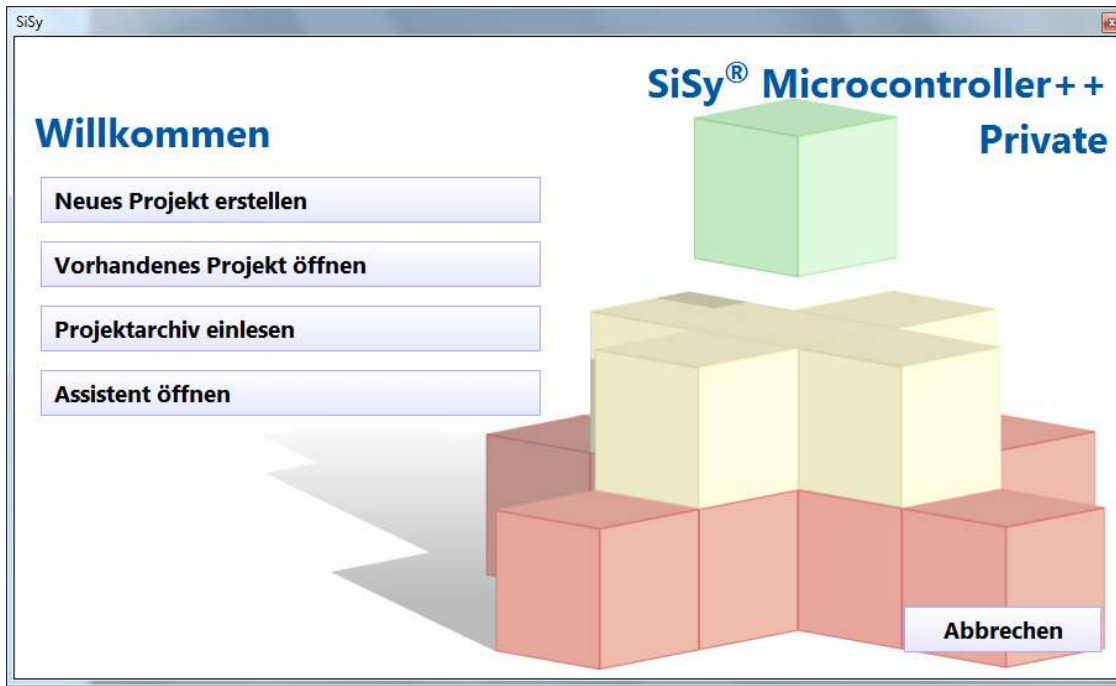 SiSy
SiSy® Microcontroller++
Private
Willkommen
Neues Projekt erstellen
Vorhandenes Projekt öffnen
Projektarchiv einlesen
Assistent öffnen
Abbrechen